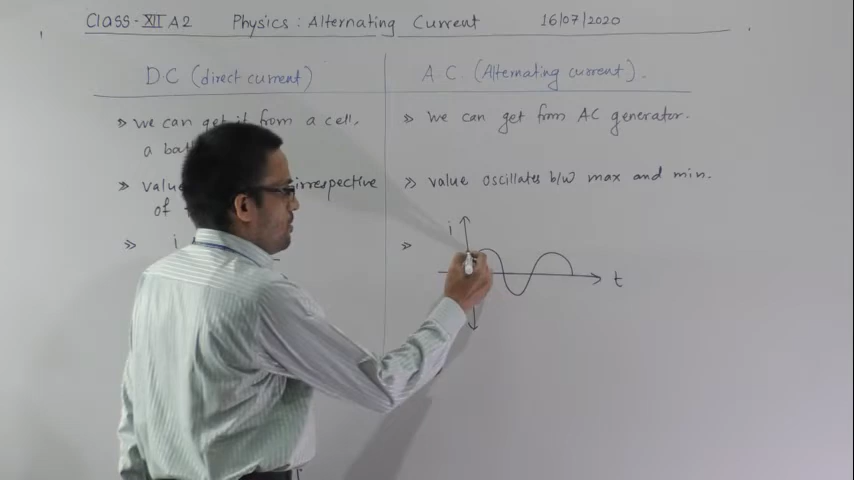 CLASS-XII A2 Physics: Alternating Current 16/07/2020
D.C (direct current)
A.C. (Alternating current).
» We can get it from a cell,
a
» value irrespective
of
» i
» We can get from AC generator.
» value oscillates b/w max and min.
»
i
t